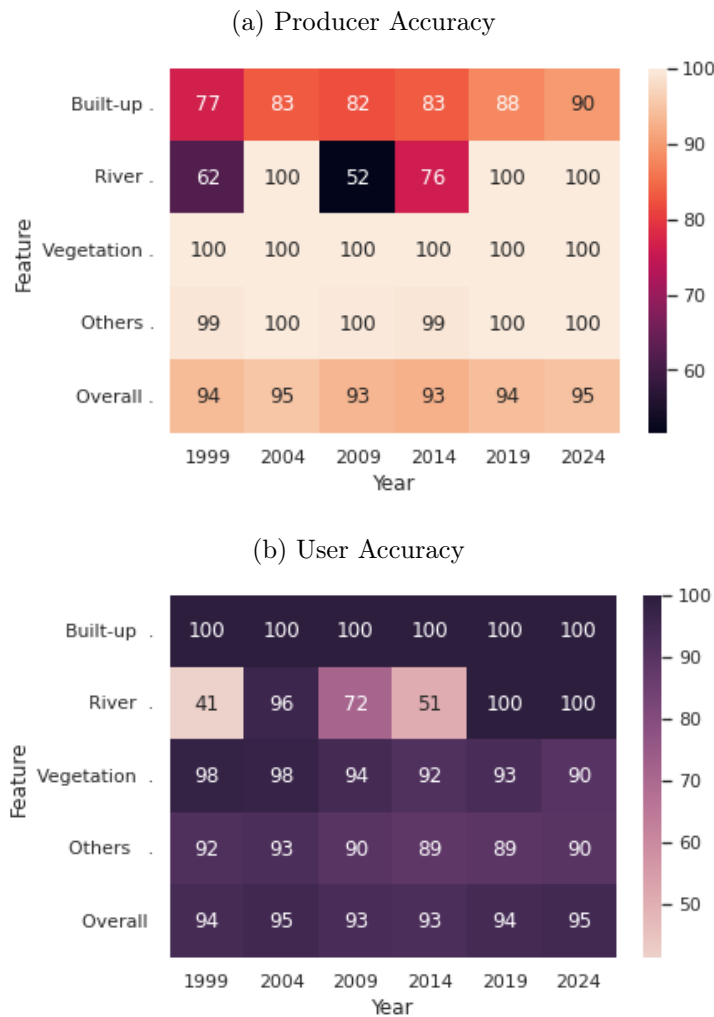 (a) Producer Accuracy
Built-up . 77 83 82 83 88 90
River . 62 100 52 76 100 100
Vegetation . 100 100 100 100 100 100
Others . 99 100 100 99 100 100
Overall . 94 95 93 93 94 95
1999 2004 2009 2014 2019 2024
Year
Feature
100
90
80
70
60
(b) User Accuracy
Built-up . 100 100 100 100 100 100
River . 41 96 72 51 100 100
Vegetation . 98 98 94 92 93 90
Others . 92 93 90 89 89 90
Overall 94 95 93 93 94 95
1999 2004 2009 2014 2019 2024
Year
Feature
100
90
80
70
60
50